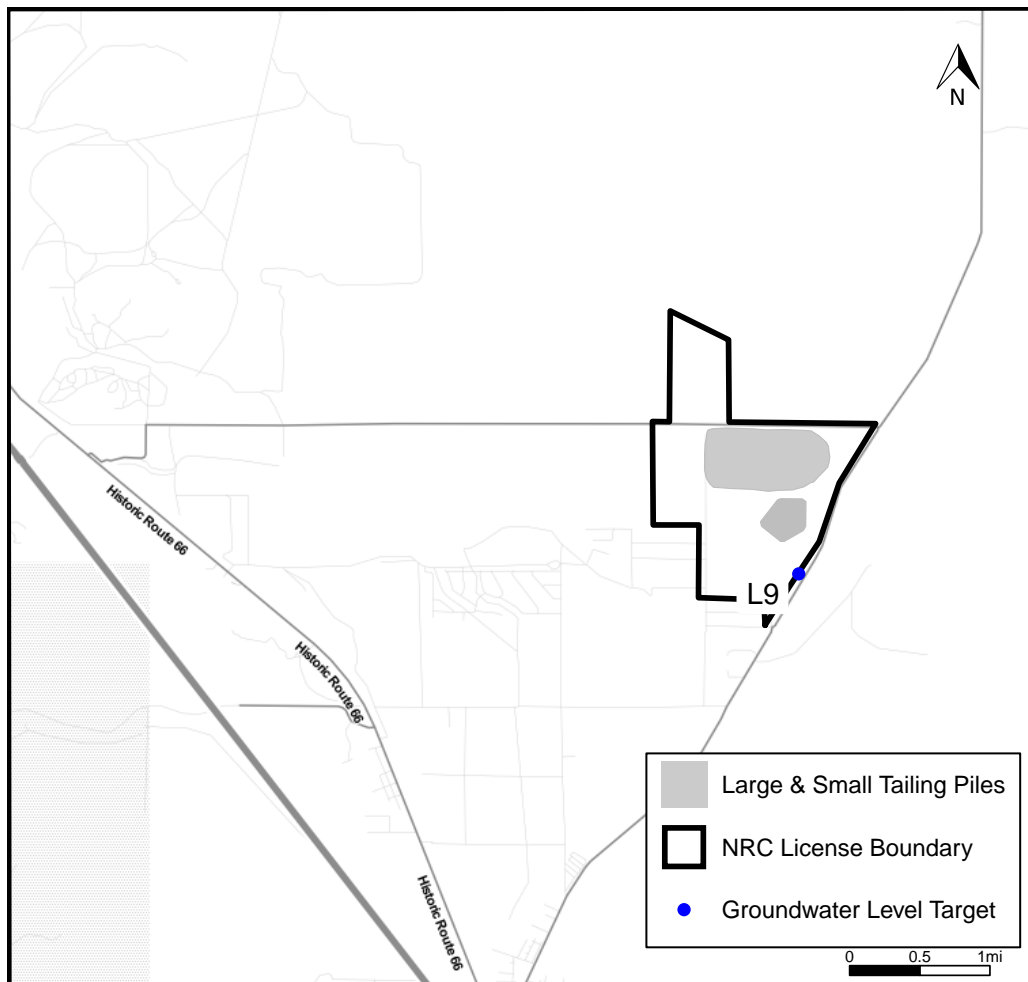 N
Historic Route 66
L9
Historic Route 66
Historic Route 66
Large & Small Tailing Piles
NRC License Boundary
Groundwater Level Target
0 0.5 1mi